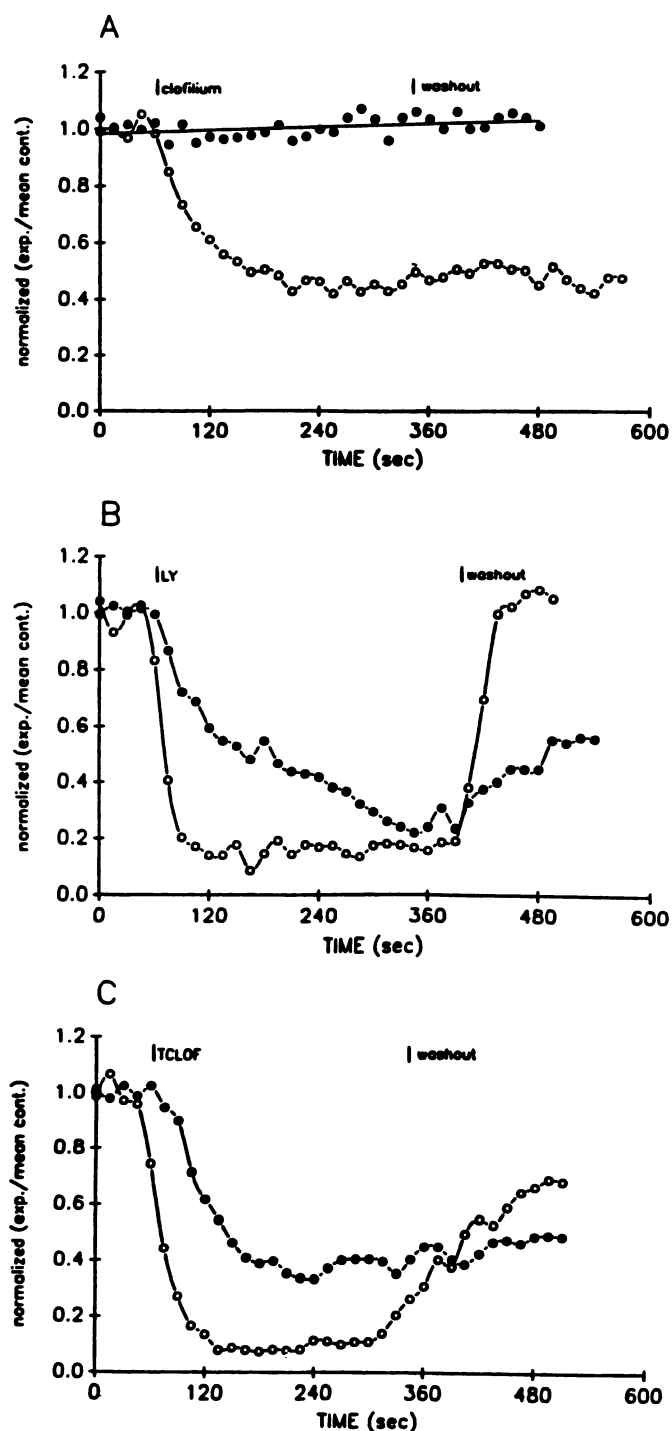 A
normalized (exp./mean cont.)
1.2
1.0
0.8
0.6
0.4
0.2
0.0
clofilium
washout
0 120 240 360 480 600
TIME (sec)
B
normalized (exp./mean cont.)
1.2
1.0
0.8
0.6
0.4
0.2
0.0
LY
washout
0 120 240 360 480 600
TIME (sec)
C
normalized (exp./mean cont.)
1.2
1.0
0.8
0.6
0.4
0.2
0.0
TCLOF
washout
0 120 240 360 480 600
TIME (sec)